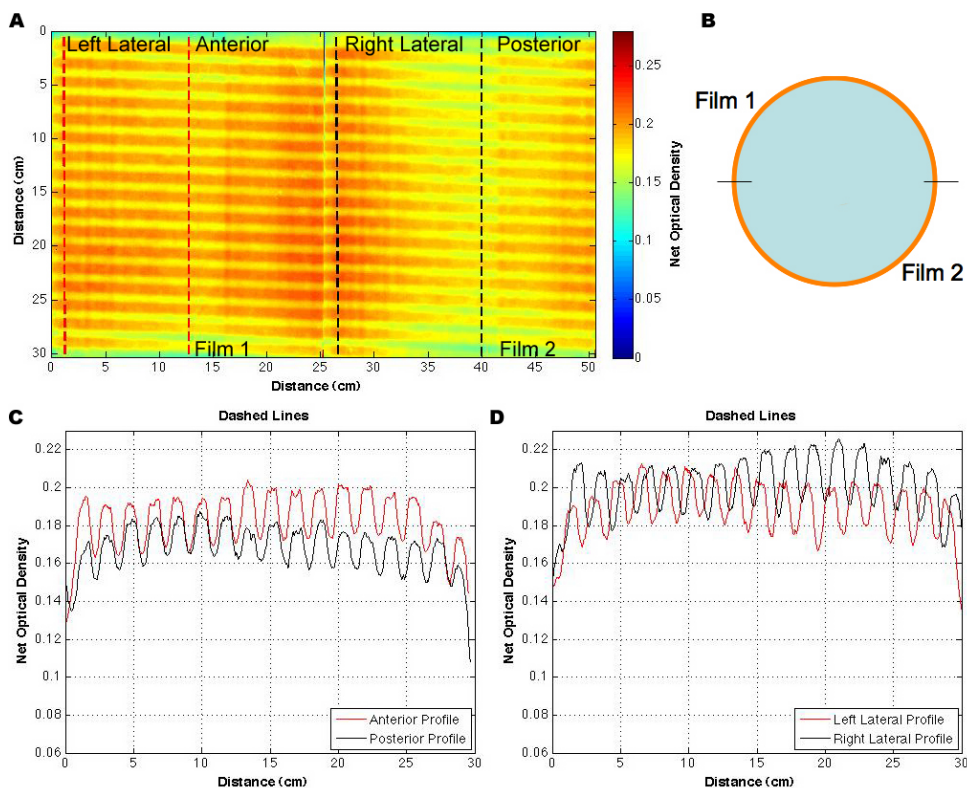 A
B
Left Lateral Anterior Right Lateral Posterior
0
5
10
15
20
25
30
Distance (cm)
0 5 10 15 20 25 30 35 40 45 50
Distance (cm)
Film 1
Film 2
0.25
0.2
0.15
0.1
0.05
0
Net Optical Density
Film 1
Film 2
C
Dashed Lines
0.22
0.2
0.18
0.16
0.14
0.12
0.1
0.08
0.06
Net Optical Density
0 5 10 15 20 25 30
Distance (cm)
Anterior Profile
Posterior Profile
D
Dashed Lines
0.22
0.2
0.18
0.16
0.14
0.12
0.1
0.08
0.06
Net Optical Density
0 5 10 15 20 25 30
Distance (cm)
Left Lateral Profile
Right Lateral Profile